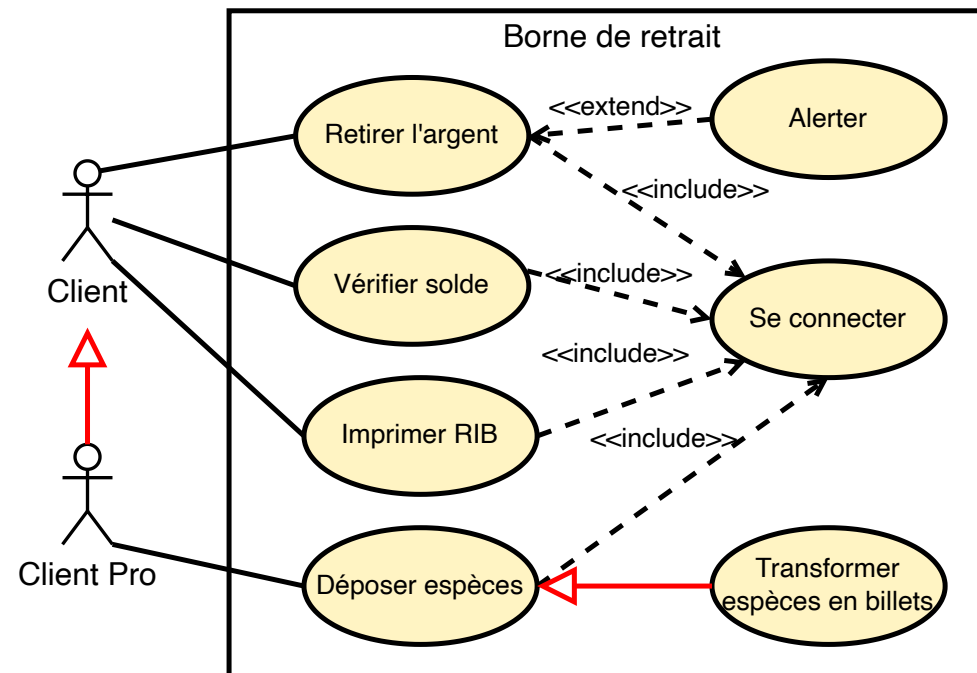 Borne de retrait
Retirer l'argent
<<extend>>
Alerter
<<include>>
Client
Vérifier solde
<<include>>
Se connecter
<<include>>
Imprimer RIB
<<include>>
Client Pro
Déposer espèces
Transformer
espèces en billets